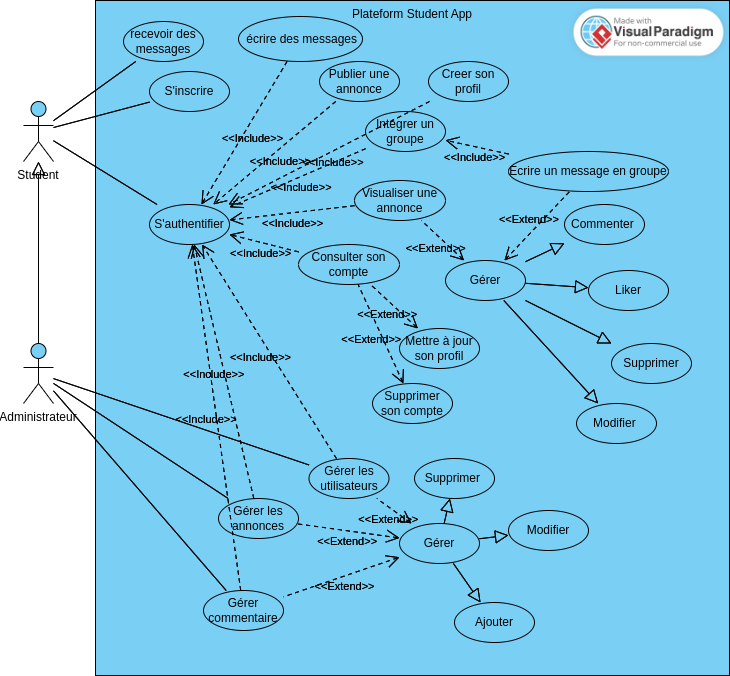 Plateform Student App
Made with
Visual Paradigm
For non-commercial use
recevoir des
messages
écrire des messages
Publier une
annonce
Creer son
profil
S'inscrire
Intégrer un
groupe
<<Include>>
<<Include>>
<<Include>>
<<Include>>
<<Include>>
Ecrire un message en groupe
Student
Visualiser une
annonce
S'authentifier
<<Include>>
<<Extend>>
Commenter
<<Include>>
<<Extend>>
Consulter son
compte
Gérer
Liker
<<Extend>>
<<Extend>>
Mettre à jour
son profil
<<Include>>
<<Include>>
Supprimer
Supprimer
son compte
Administrateur
<<Include>>
Modifier
Gérer les
utilisateurs
Supprimer
Gérer les
annonces
<<Extend>>
<<Extend>>
Gérer
Modifier
<<Extend>>
Gérer
commentaire
Ajouter